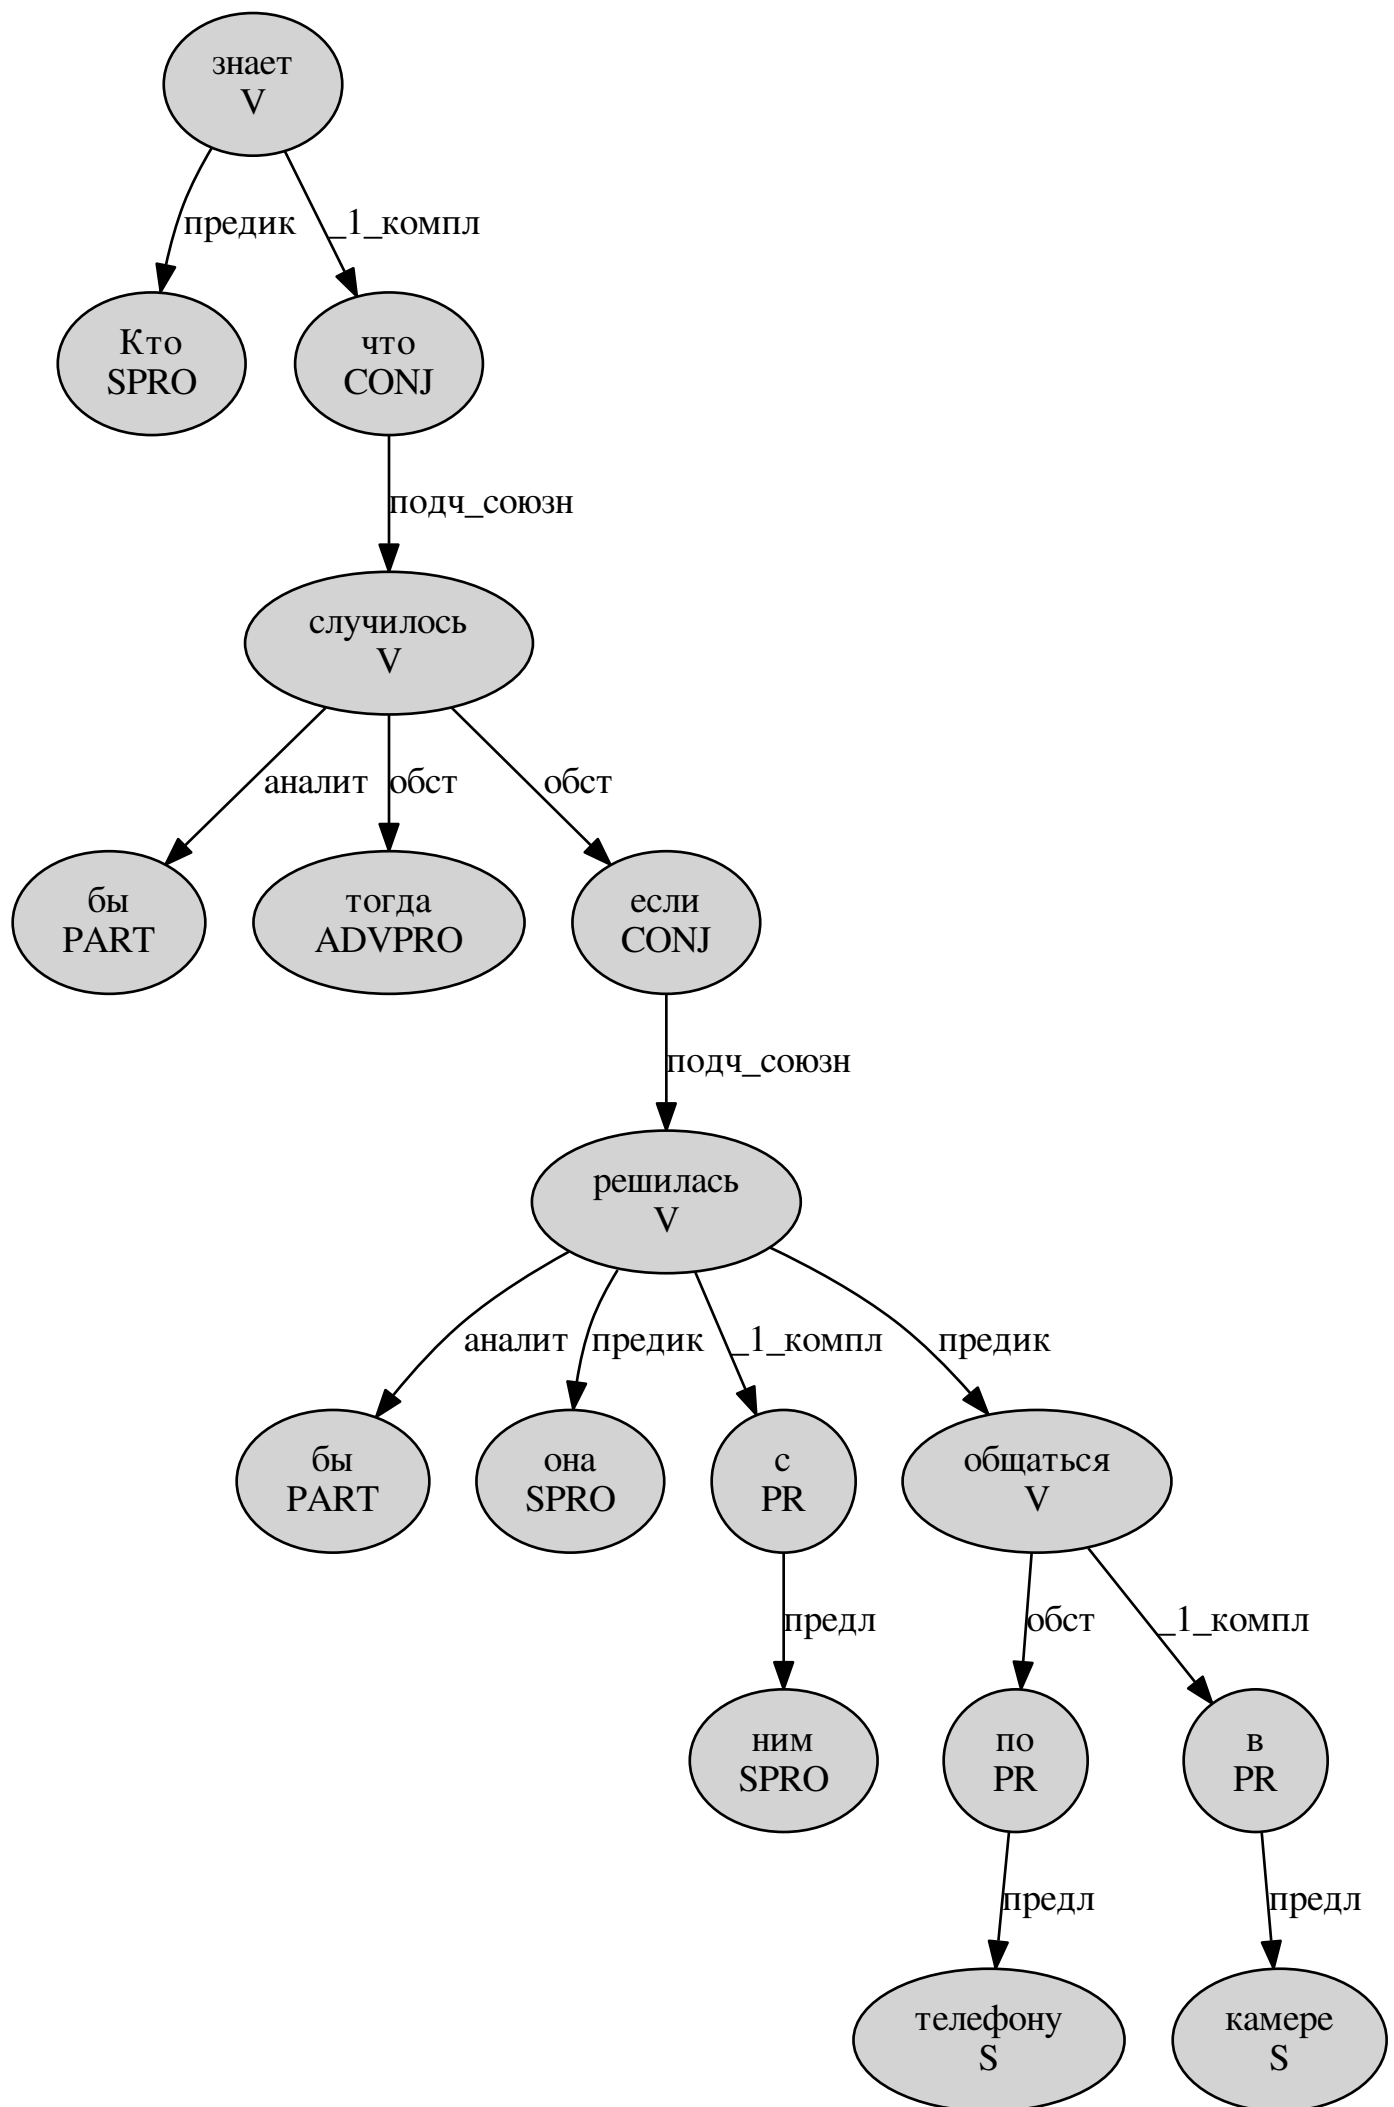 знает
V
предик
_1_компл
Кто
SPRO
что
CONJ
подч_союзн
случилось
V
аналит
обст
обст
бы
PART
тогда
ADVPRO
если
CONJ
подч_союзн
решилась
V
аналит
предик
_1_компл
предик
бы
PART
она
SPRO
с
PR
общаться
V
предл
обст
_1_компл
ним
SPRO
по
PR
в
PR
предл
предл
телефону
S
камере
S